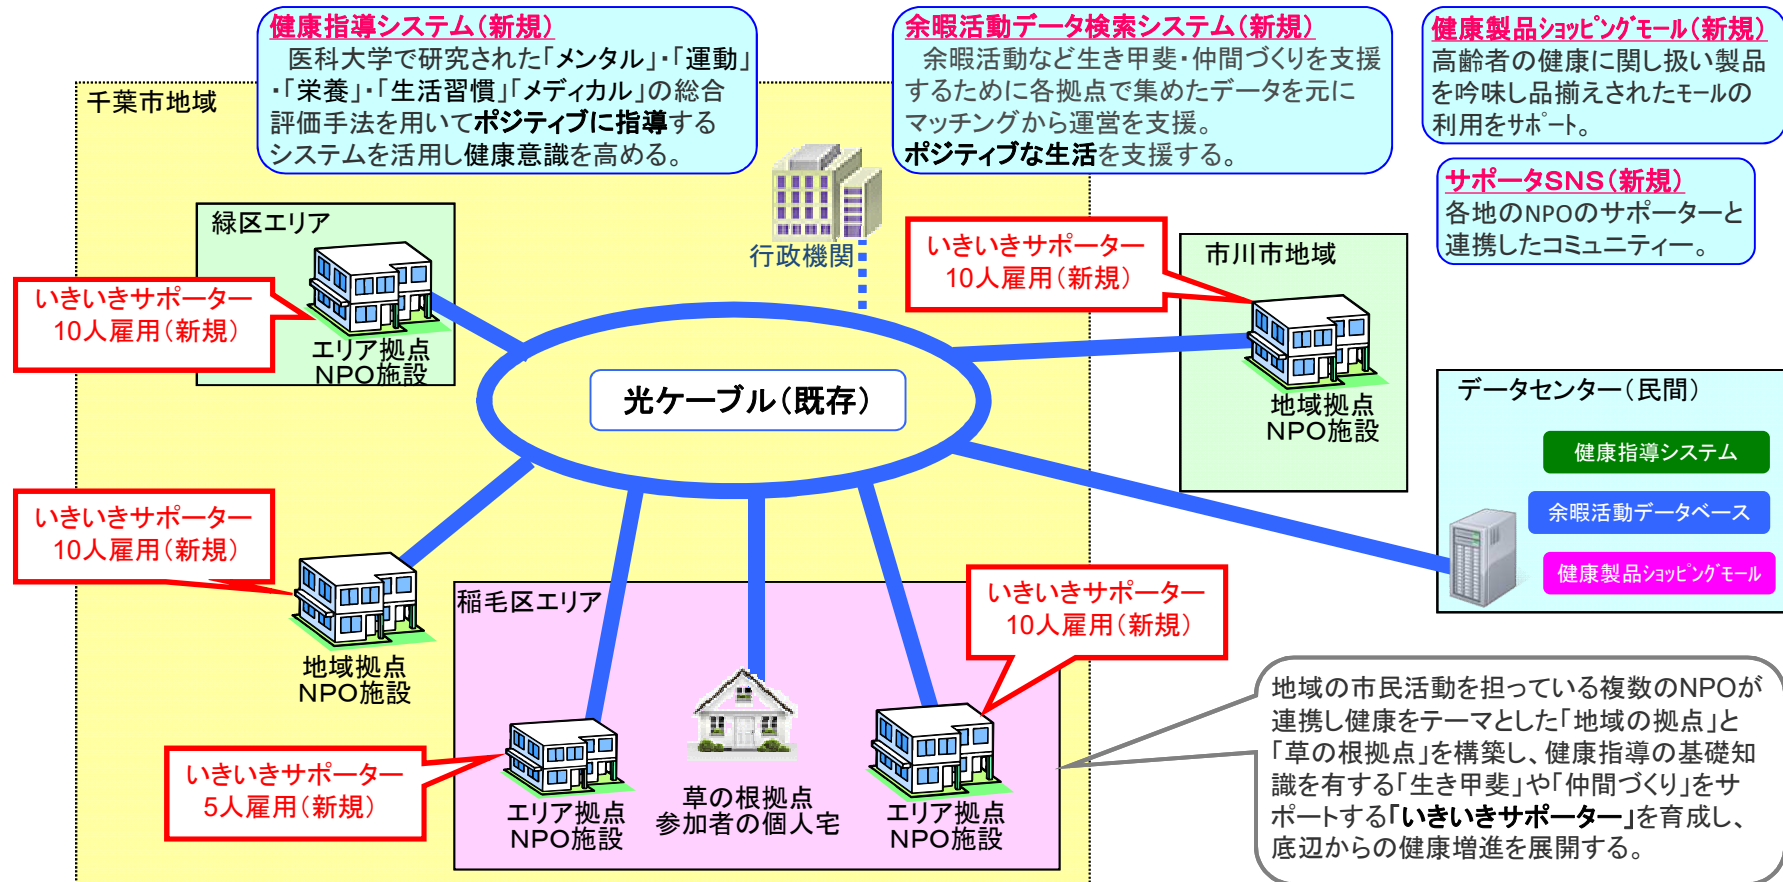 健康指導システム（新規）
医科大学で研究された「メンタル」・「運動」
・「栄養」・「生活習慣」「メディカル」の総合
評価手法を用いてポジティブに指導する
システムを活用し健康意識を高める。
余暇活動データ検索システム（新規）
余暇活動など生き甲斐・仲間づくりを支援
するために各拠点で集めたデータを元に
マッチングから運営を支援。
ポジティブな生活を支援する。
健康製品ｼｮｯﾋﾟﾝｸﾞモール（新規）
高齢者の健康に関し扱い製品
を吟味し品揃えされたﾓｰﾙの
利用をｻﾎﾟｰﾄ。
サポータSNS（新規）
各地のNPOのサポーターと
連携したコミュニティー。
千葉市地域
緑区エリア
いきいきサポーター
10人雇用（新規）
エリア拠点
NPO施設
行政機関
いきいきサポーター
10人雇用（新規）
市川市地域
地域拠点
NPO施設
光ケーブル（既存）
データセンター（民間）
健康指導システム
余暇活動データベース
健康製品ｼｮｯﾋﾟﾝｸﾞモール
いきいきサポーター
10人雇用（新規）
地域拠点
NPO施設
稲毛区エリア
いきいきサポーター
10人雇用（新規）
いきいきサポーター
5人雇用（新規）
エリア拠点
NPO施設
草の根拠点
参加者の個人宅
エリア拠点
NPO施設
地域の市民活動を担っている複数のNPOが
連携し健康をテーマとした「地域の拠点」と
「草の根拠点」を構築し、健康指導の基礎知
識を有する「生き甲斐」や「仲間づくり」をサ
ポートする「いきいきサポーター」を育成し、
底辺からの健康増進を展開する。